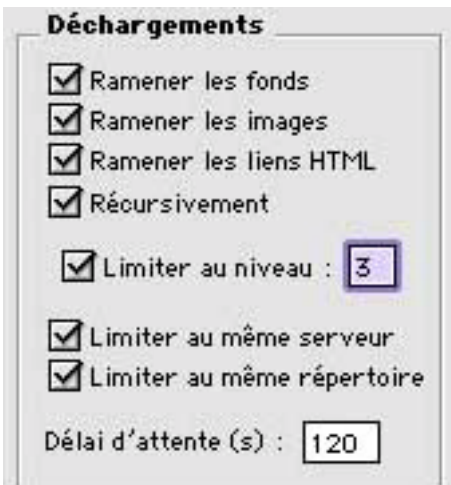 Déchargements
Ramener les fonds
Ramener les images
Ramener les liens HTML
Récursivement
Limiter au niveau : 3
Limiter au même serveur
Limiter au même répertoire
Délai d'attente (s) : 120